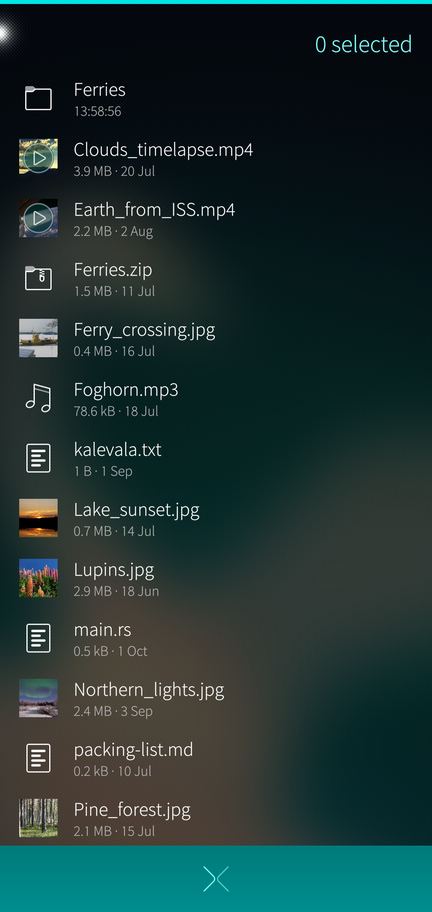 0 selected
Ferries
13:58:56
Clouds_timelapse.mp4
3.9 MB · 20 Jul
Earth_from_ISS.mp4
2.2 MB · 2 Aug
Ferries.zip
1.5 MB · 11 Jul
Ferry_crossing.jpg
0.4 MB · 16 Jul
Foghorn.mp3
78.6 kB · 18 Jul
kalevala.txt
1 B · 1 Sep
Lake_sunset.jpg
0.7 MB · 14 Jul
Lupins.jpg
2.9 MB · 18 Jun
main.rs
0.5 kB · 1 Oct
Northern_lights.jpg
2.4 MB · 3 Sep
packing-list.md
0.2 kB · 10 Jul
Pine_forest.jpg
2.1 MB · 15 Jul